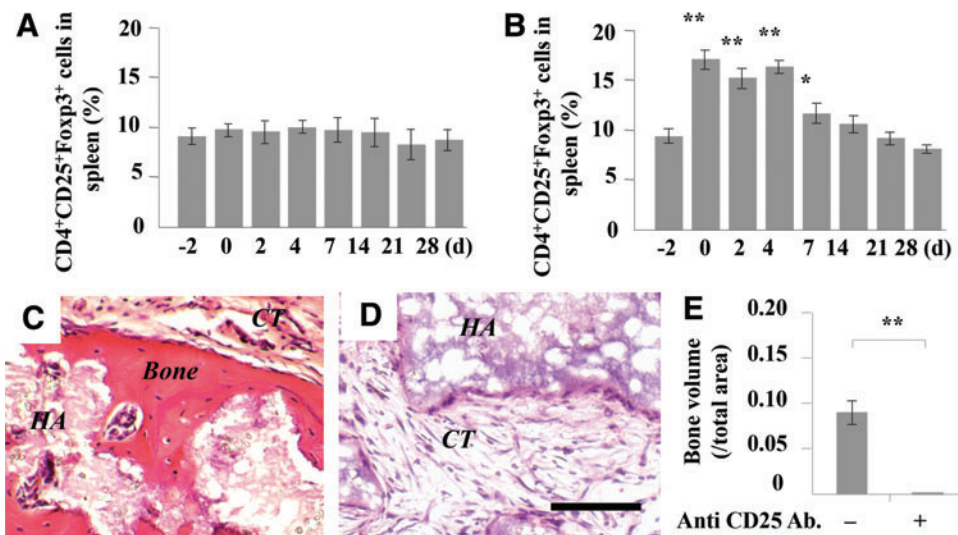 A
CD4+CD25+Foxp3+ cells in
spleen (%)
20
15
10
5
0
-2 0 2 4 7 14 21 28 (d)
B
CD4+CD25+Foxp3+ cells in
spleen (%)
20
15
10
5
0
** ** ** *
-2 0 2 4 7 14 21 28 (d)
C
CT
Bone
HA
D
HA
CT
E
Bone volume
(/total area)
0.20
0.15
0.10
0.05
0
**
Anti CD25 Ab. – +